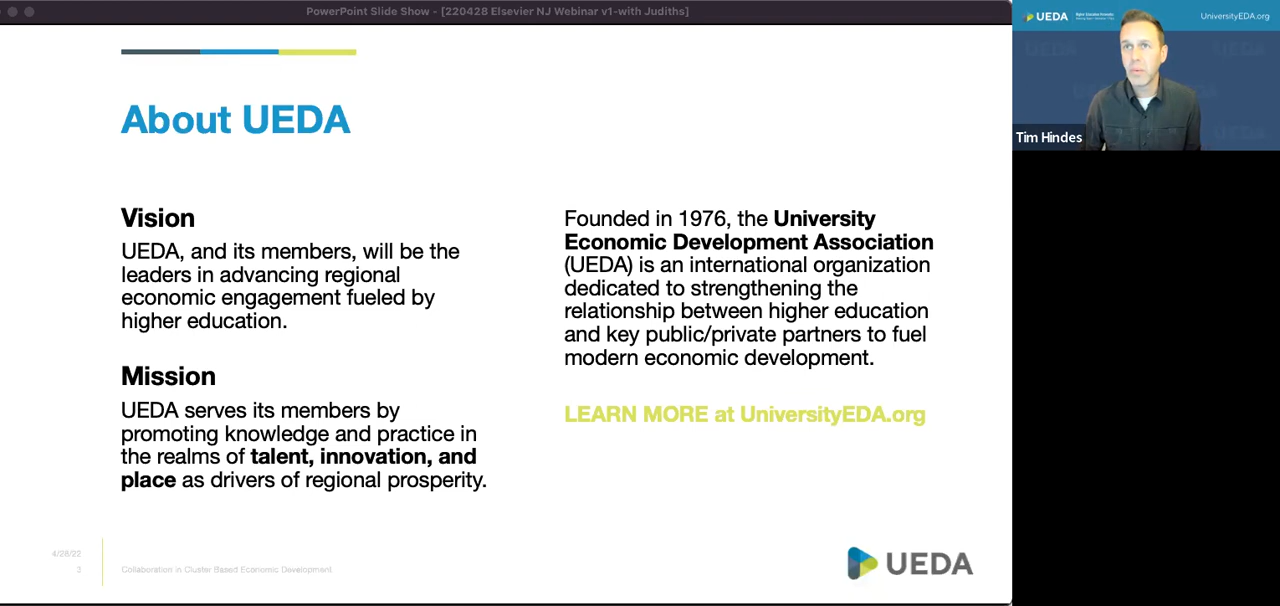 PowerPoint Slide Show - [220428 Elsevier NJ Webinar v1-with Judiths]
UEDA
UniversityEDA.org
Tim Hindes
About UEDA
Vision
UEDA, and its members, will be the
leaders in advancing regional
economic engagement fueled by
higher education.
Mission
UEDA serves its members by
promoting knowledge and practice in
the realms of talent, innovation, and
place as drivers of regional prosperity.
Founded in 1976, the University
Economic Development Association
(UEDA) is an international organization
dedicated to strengthening the
relationship between higher education
and key public/private partners to fuel
modern economic development.
LEARN MORE at UniversityEDA.org
4/28/22
Collaboration in Cluster Based Economic Development
UEDA